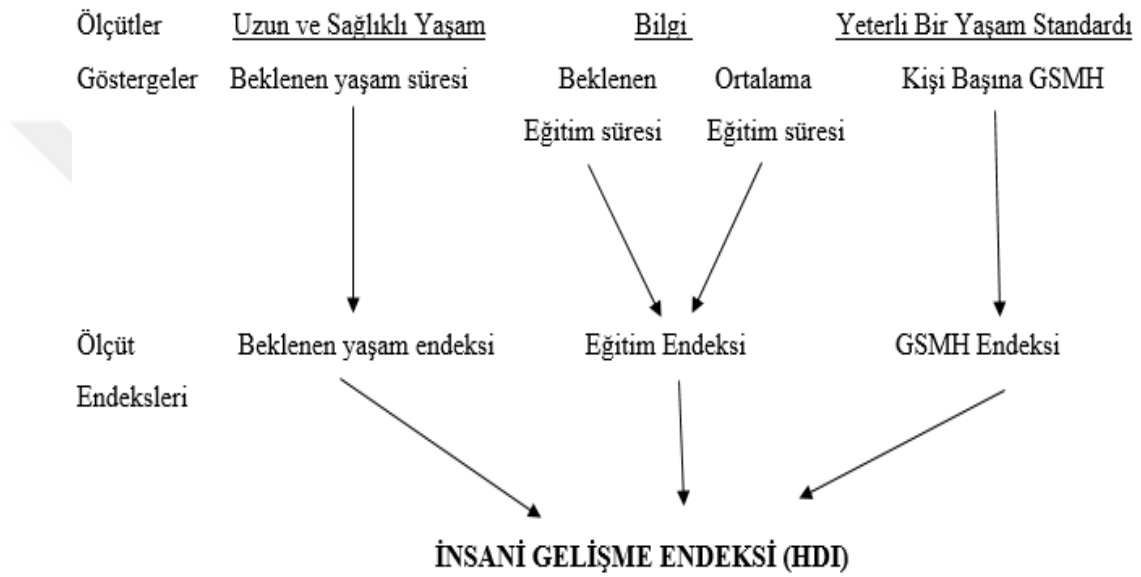 Ölçütler Uzun ve Sağlıklı Yaşam Bilgi Yeterli Bir Yaşam Standardı
Göstergeler Beklenen yaşam süresi Beklenen Ortalama Kişi Başına GSMH
Eğitim süresi Eğitim süresi
Ölçüt Beklenen yaşam endeksi Eğitim Endeksi GSMH Endeksi
Endeksleri
İNSANİ GELİŞME ENDEKSİ (HDI)